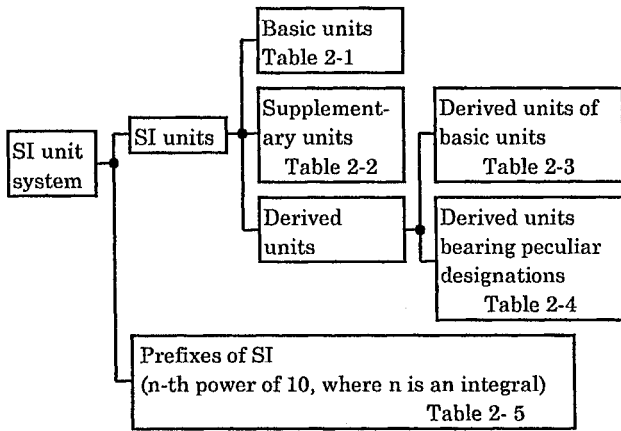 SI unit
system
SI units
Basic units
Table 2-1
Supplement-
ary units
Table 2-2
Derived
units
Derived units of
basic units
Table 2-3
Derived units
bearing peculiar
designations
Table 2-4
Prefixes of SI
(n-th power of 10, where n is an integral)
Table 2- 5